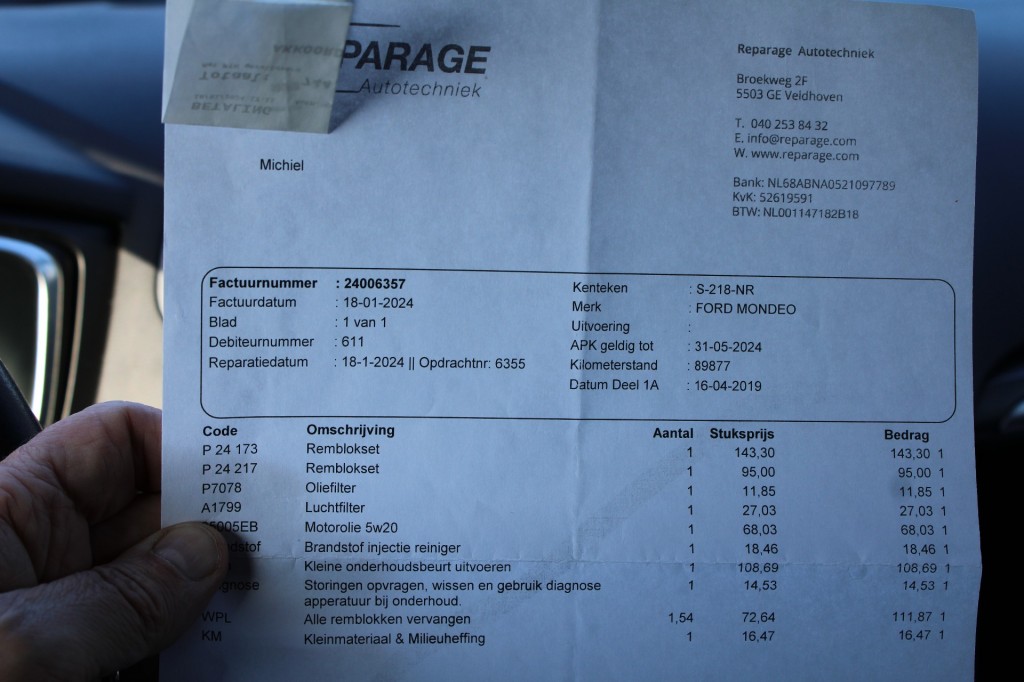 PARAGE
Autotechniek
Reparage Autotechniek
Broekweg 2F
5503 GE Veldhoven
T. 040 253 84 32
E. info@reparage.com
W. www.reparage.com
Bank: NL68ABNA0521097789
KvK: 52619591
BTW: NL001147182B18
AKKOORD
Totaal:
BETALING
Michiel
Factuurnummer : 24006357
Factuurdatum : 18-01-2024
Blad : 1 van 1
Debiteurnummer : 611
Reparatiedatum : 18-1-2024 || Opdrachtnr: 6355
Kenteken : S-218-NR
Merk : FORD MONDEO
Uitvoering :
APK geldig tot : 31-05-2024
Kilometerstand : 89877
Datum Deel 1A : 16-04-2019
Code Omschrijving Aantal Stuksprijs Bedrag
P 24 173 Remblokset 1 143,30 143,30 1
P 24 217 Remblokset 1 95,00 95,00 1
P7078 Oliefilter 1 11,85 11,85 1
A1799 Luchtfilter 1 27,03 27,03 1
005EB Motorolie 5w20 1 68,03 68,03 1
dstof Brandstof injectie reiniger 1 18,46 18,46 1
Kleine onderhoudsbeurt uitvoeren 1 108,69 108,69 1
gnose Storingen opvragen, wissen en gebruik diagnose 1 14,53 14,53 1
apparatuur bij onderhoud.
WPL Alle remblokken vervangen 1,54 72,64 111,87 1
KM Kleinmateriaal & Milieuheffing 1 16,47 16,47 1